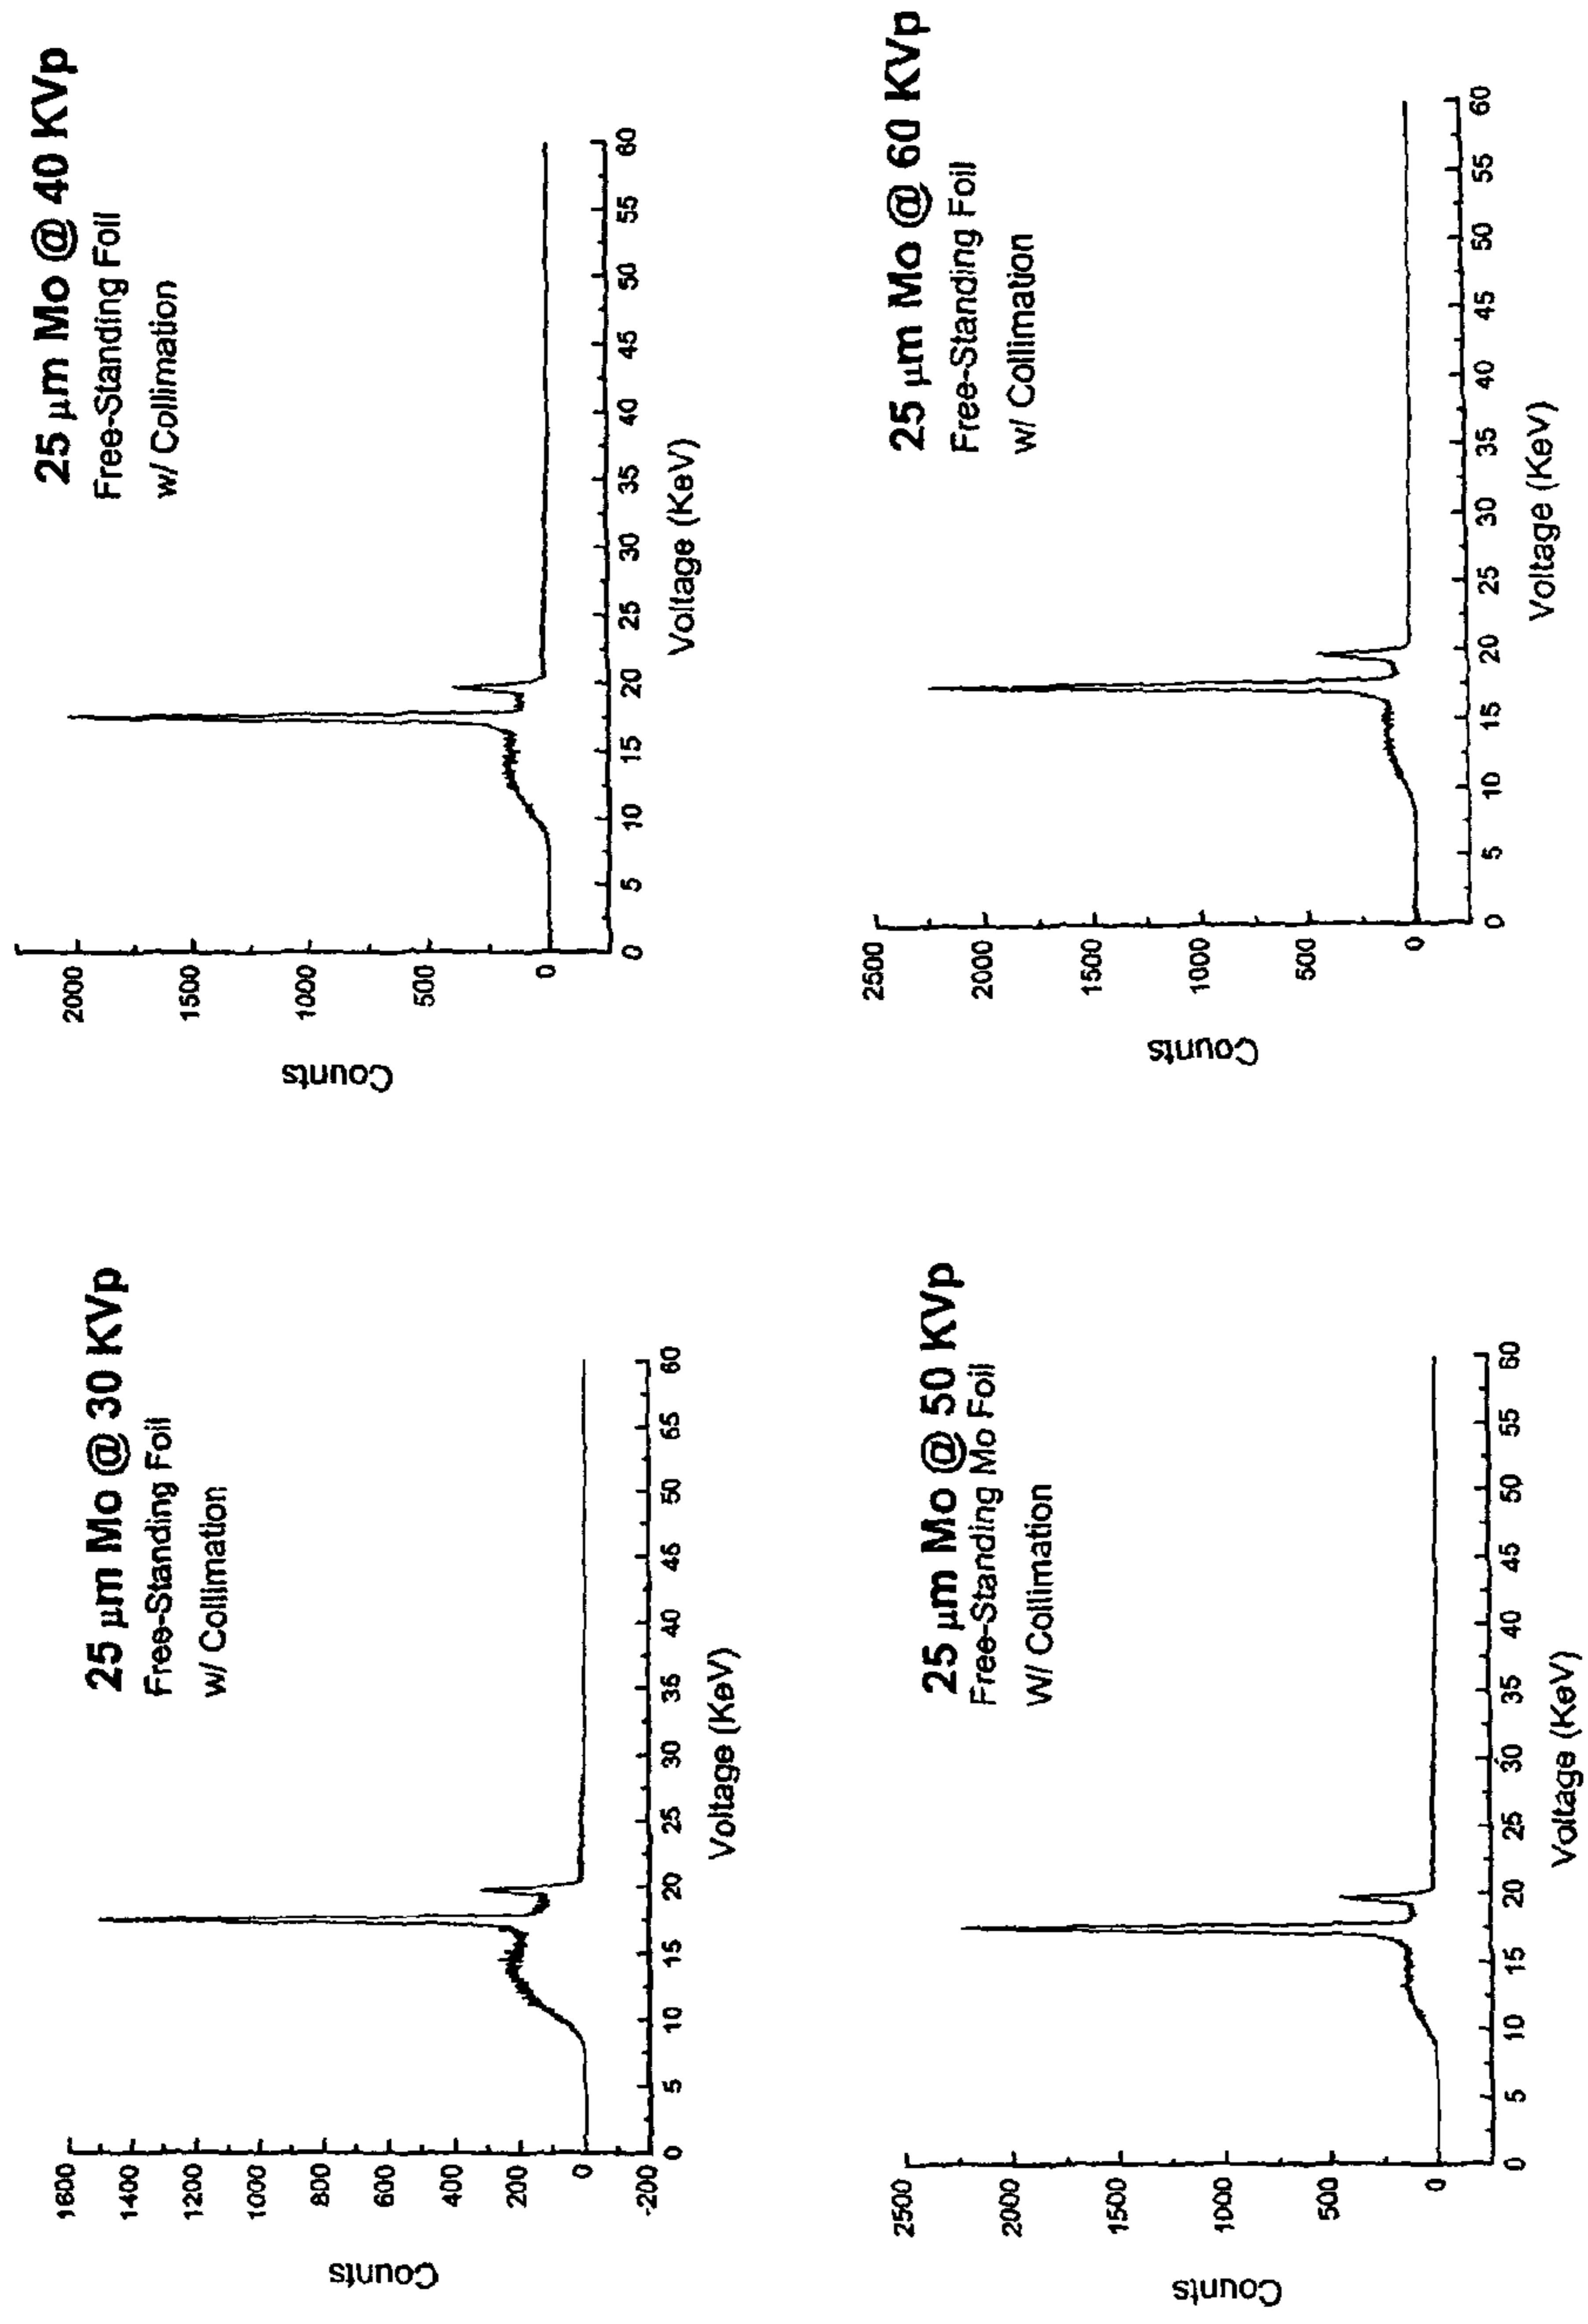 25 µm Mo @ 30 KVp
Free-Standing Foil
w/ Collimation
1600
1400
1200
1000
800
600
400
200
0
-200
Counts
0 5 10 15 20 25 30 35 40 45 50 65 60
Voltage (KeV)
25 µm Mo @ 40 KVp
Free-Standing Foil
w/ Collimation
2000
1500
1000
500
0
Counts
0 5 10 15 20 25 30 35 40 45 50 55 60
Voltage (KeV)
25 µm Mo @ 50 KVp
Free-Standing Mo Foil
W/ Collimation
2500
2000
1500
1000
500
0
Counts
0 5 10 15 20 25 30 35 40 45 50 55 60
Voltage (KeV)
25 µm Mo @ 60 KVp
Free-Standing Foil
w/ Collimation
2500
2000
1500
1000
500
0
Counts
0 5 10 15 20 25 30 35 40 45 50 55 60
Voltage (KeV)